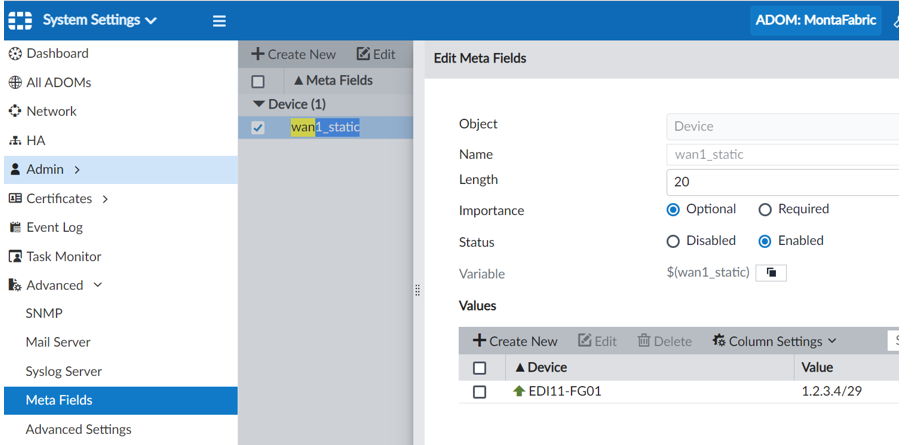 System Settings
ADOM: MontaFabric
Dashboard
All ADOMs
Network
HA
Admin
Certificates
Event Log
Task Monitor
Advanced
SNMP
Mail Server
Syslog Server
Meta Fields
Advanced Settings
Create New Edit
Meta Fields
Device (1)
wan1_static
Edit Meta Fields
Object Device
Name wan1_static
Length 20
Importance Optional Required
Status Disabled Enabled
Variable $(wan1_static)
Values
Create New Edit Delete Column Settings
Device Value
EDI11-FG01 1.2.3.4/29